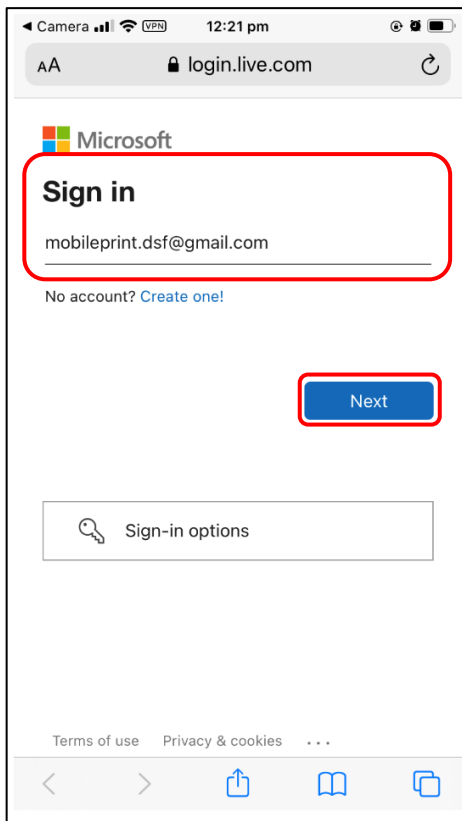 Camera VPN 12:21 pm
AA login.live.com
Microsoft
Sign in
mobileprint.dsf@gmail.com
No account? Create one!
Next
Sign-in options
Terms of use Privacy & cookies ...